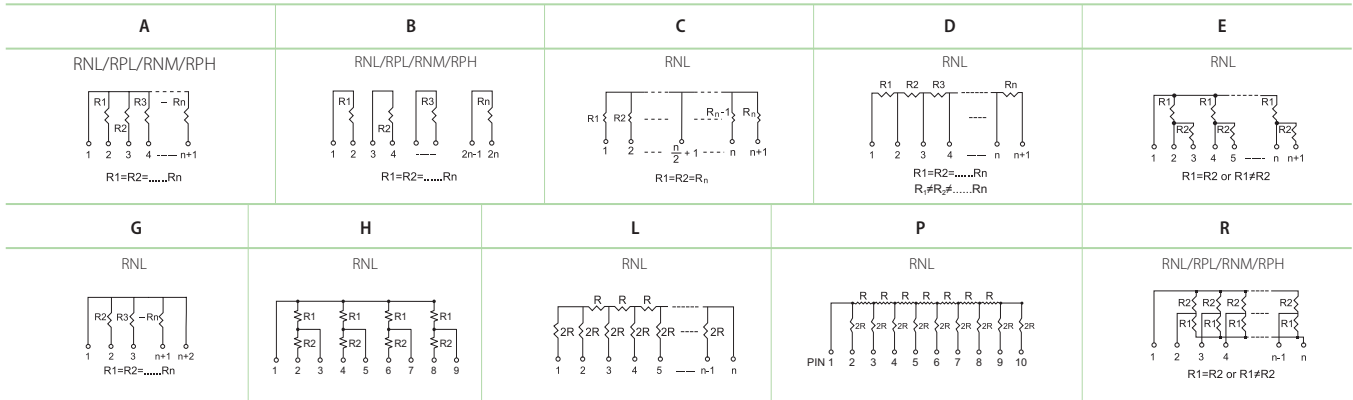 A B C D E
RNL/RPL/RNM/RPH RNL/RPL/RNM/RPH RNL RNL RNL
R1 R2 R3 Rn
1 2 3 4 n+1
R1=R2=......Rn
R1 R2 R3 Rn
1 2 3 4 2n-1 2n
R1=R2=......Rn
R1 R2 Rn-1 Rn
1 2 n/2 + 1 n n+1
R1=R2=Rn
R1 R2 R3 Rn
1 2 3 4 n n+1
R1=R2=......Rn
R1≠R2≠......Rn
R1 R1 R1
R2 R2 R2
1 2 3 4 5 n n+1
R1=R2 or R1≠R2
G H L P R
RNL RNL RNL RNL RNL/RPL/RNM/RPH
R2 R3 Rn
1 2 3 n+1 n+2
R1=R2=......Rn
R1 R1 R1 R1
R2 R2 R2 R2
1 2 3 4 5 6 7 8 9
R R R
2R 2R 2R 2R 2R 2R
1 2 3 4 5 n-1 n
R R R R R R R
2R 2R 2R 2R 2R 2R 2R 2R 2R
PIN 1 2 3 4 5 6 7 8 9 10
R2 R2 R2 R2
R1 R1 R1 R1
1 2 3 4 n-1 n
R1=R2 or R1≠R2